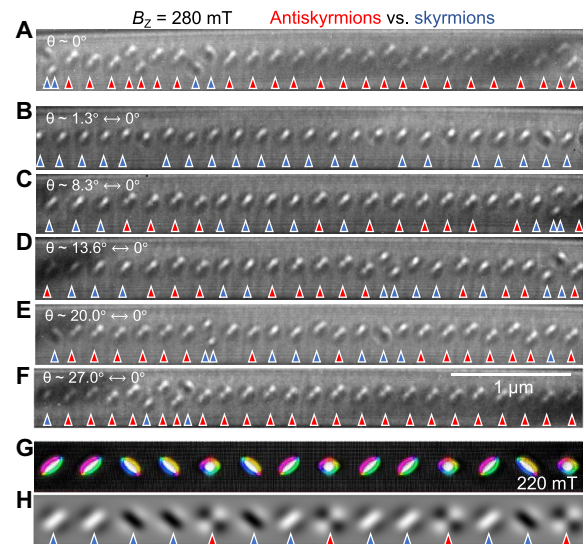 B_Z = 280 mT Antiskyrmions vs. skyrmions
A
θ ~ 0°
B
θ ~ 1.3° ↔ 0°
C
θ ~ 8.3° ↔ 0°
D
θ ~ 13.6° ↔ 0°
E
θ ~ 20.0° ↔ 0°
F
θ ~ 27.0° ↔ 0°
1 µm
G
220 mT
H